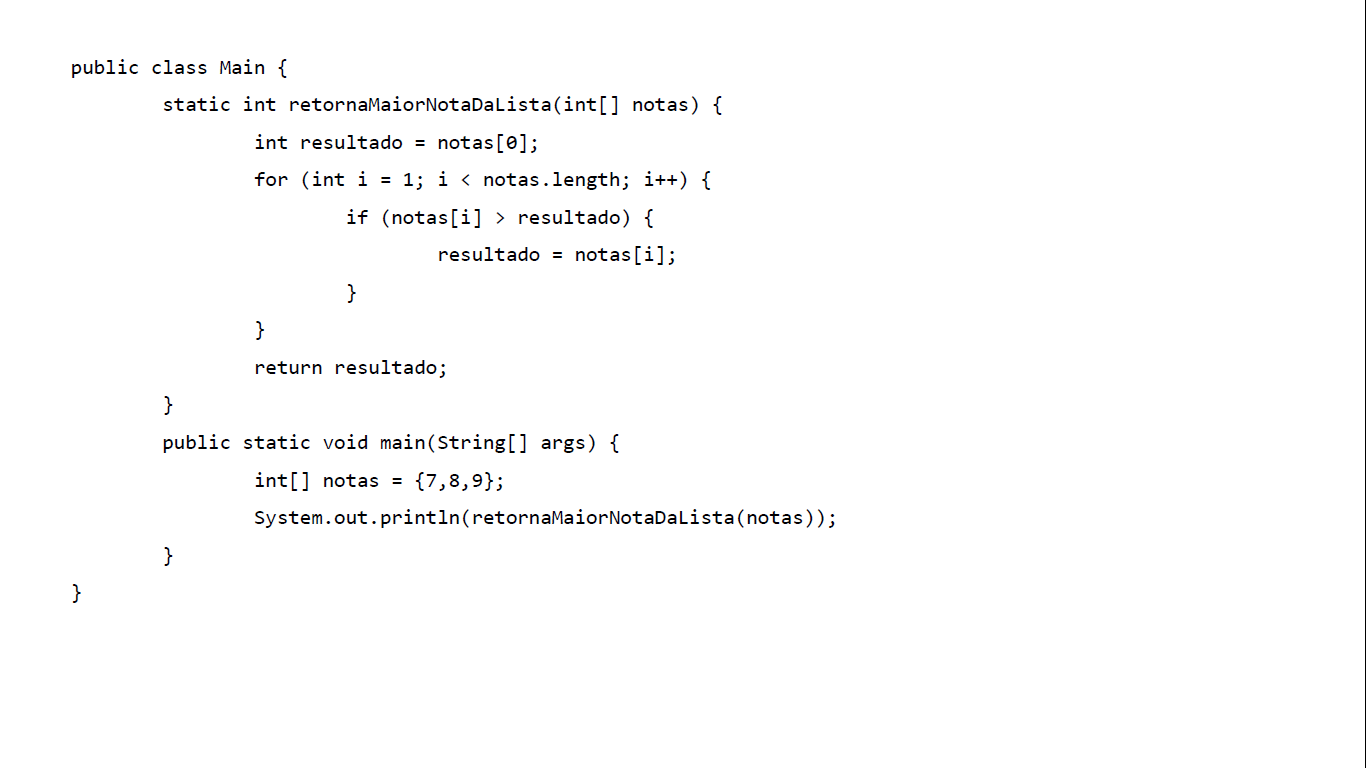 public class Main {
static int retornaMaiorNotaDaLista(int[] notas) {
int resultado = notas[0];
for (int i = 1; i < notas.length; i++) {
if (notas[i] > resultado) {
resultado = notas[i];
}
}
return resultado;
}
public static void main(String[] args) {
int[] notas = {7,8,9};
System.out.println(retornaMaiorNotaDaLista(notas));
}
}